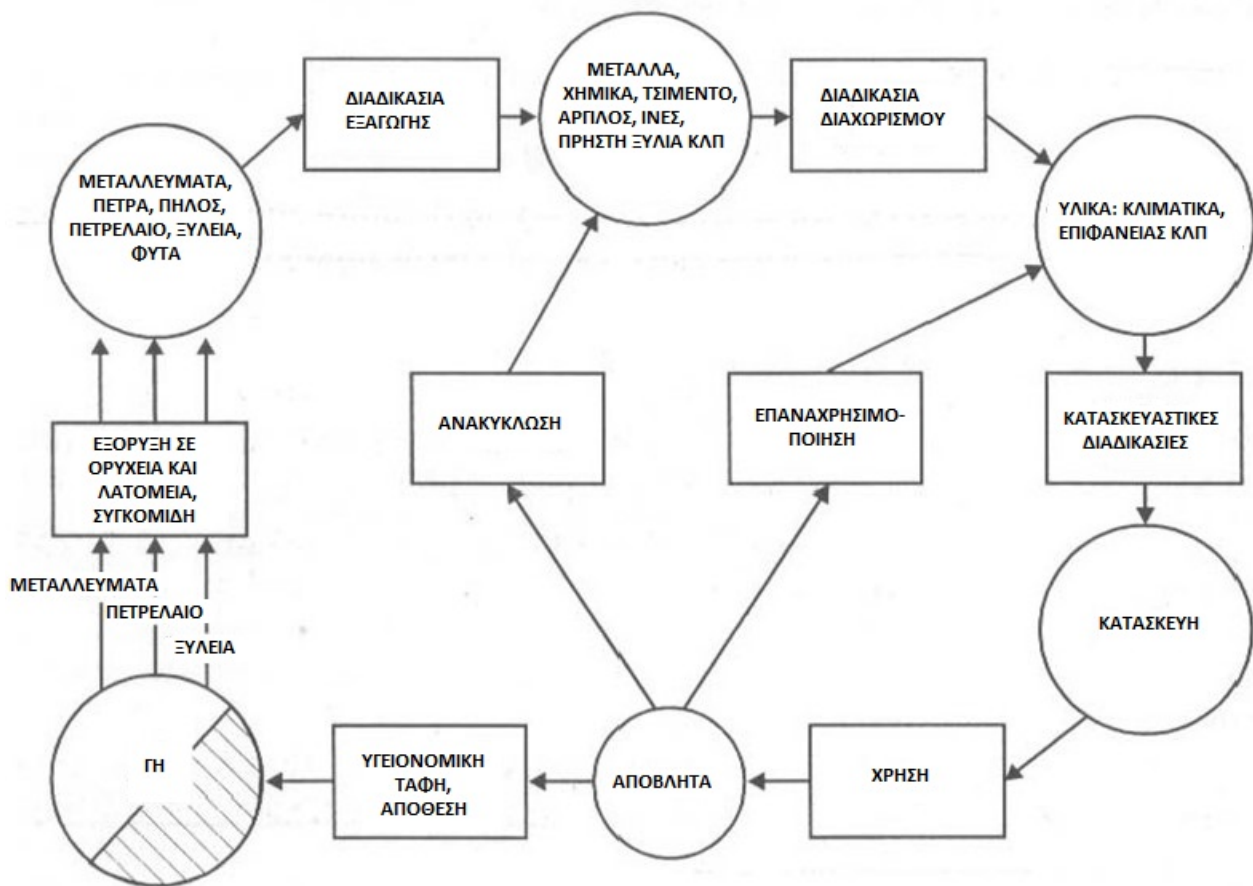 ΔΙΑΔΙΚΑΣΙΑ
ΕΞΑΓΩΓΗΣ
ΜΕΤΑΛΛΑ,
ΧΗΜΙΚΑ, ΤΣΙΜΕΝΤΟ,
ΑΡΓΙΛΟΣ, ΙΝΕΣ,
ΠΡΗΣΤΗ ΞΥΛΙΑ ΚΛΠ
ΔΙΑΔΙΚΑΣΙΑ
ΔΙΑΧΩΡΙΣΜΟΥ
ΜΕΤΑΛΛΕΥΜΑΤΑ,
ΠΕΤΡΑ, ΠΗΛΟΣ,
ΠΕΤΡΕΛΑΙΟ, ΞΥΛΕΙΑ,
ΦΥΤΑ
ΥΛΙΚΑ: ΚΛΙΜΑΤΙΚΑ,
ΕΠΙΦΑΝΕΙΑΣ ΚΛΠ
ΕΞΟΡΥΞΗ ΣΕ
ΟΡΥΧΕΙΑ ΚΑΙ
ΛΑΤΟΜΕΙΑ,
ΣΥΓΚΟΜΙΔΗ
ΑΝΑΚΥΚΛΩΣΗ
ΕΠΑΝΑΧΡΗΣΙΜΟ-
ΠΟΙΗΣΗ
ΚΑΤΑΣΚΕΥΑΣΤΙΚΕΣ
ΔΙΑΔΙΚΑΣΙΕΣ
ΜΕΤΑΛΛΕΥΜΑΤΑ
ΠΕΤΡΕΛΑΙΟ
ΞΥΛΕΙΑ
ΚΑΤΑΣΚΕΥΗ
ΓΗ
ΥΓΕΙΟΝΟΜΙΚΗ
ΤΑΦΗ,
ΑΠΟΘΕΣΗ
ΑΠΟΒΛΗΤΑ
ΧΡΗΣΗ